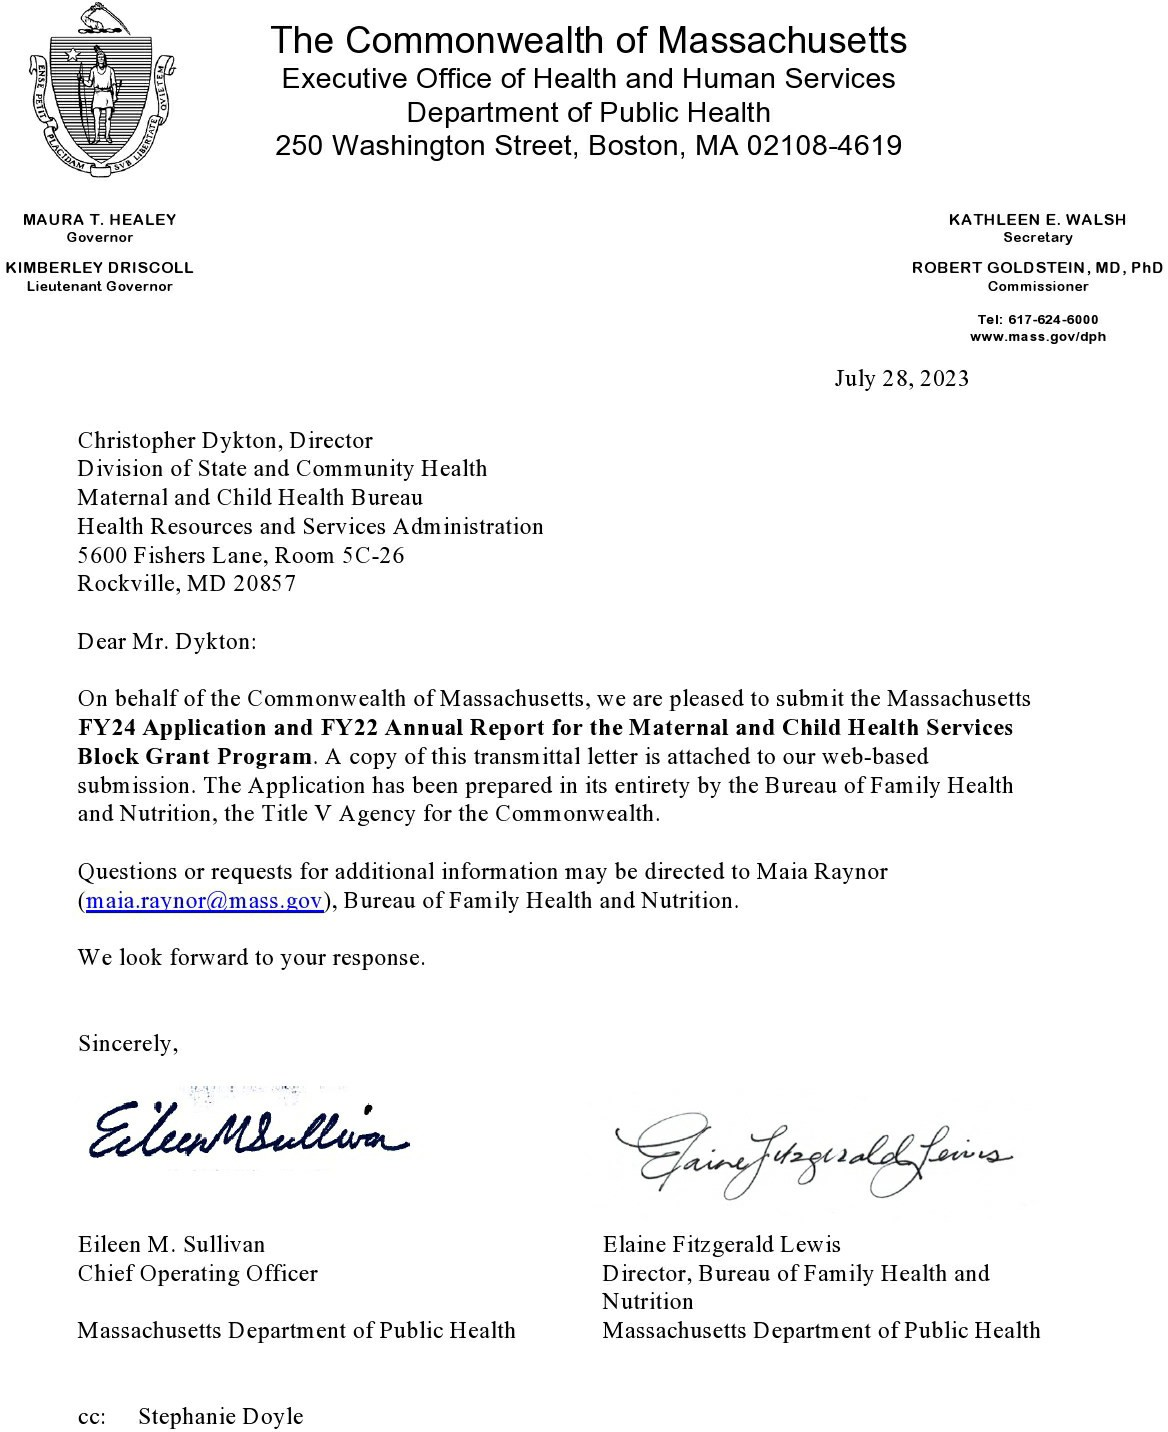 The Commonwealth of Massachusetts
Executive Office of Health and Human Services
Department of Public Health
250 Washington Street, Boston, MA 02108-4619
ENSE PETIT PLACIDAM SVB LIBERTATE QVIETEM
MAURA T. HEALEY
Governor
KIMBERLEY DRISCOLL
Lieutenant Governor
KATHLEEN E. WALSH
Secretary
ROBERT GOLDSTEIN, MD, PhD
Commissioner
Tel: 617-624-6000
www.mass.gov/dph
July 28, 2023
Christopher Dykton, Director
Division of State and Community Health
Maternal and Child Health Bureau
Health Resources and Services Administration
5600 Fishers Lane, Room 5C-26
Rockville, MD 20857
Dear Mr. Dykton:
On behalf of the Commonwealth of Massachusetts, we are pleased to submit the Massachusetts
FY24 Application and FY22 Annual Report for the Maternal and Child Health Services
Block Grant Program. A copy of this transmittal letter is attached to our web-based
submission. The Application has been prepared in its entirety by the Bureau of Family Health
and Nutrition, the Title V Agency for the Commonwealth.
Questions or requests for additional information may be directed to Maia Raynor
(maia.raynor@mass.gov), Bureau of Family Health and Nutrition.
We look forward to your response.
Sincerely,
Eileen M Sullivan
Elaine Fitzgerald Lewis
Eileen M. Sullivan
Chief Operating Officer
Massachusetts Department of Public Health
Elaine Fitzgerald Lewis
Director, Bureau of Family Health and
Nutrition
Massachusetts Department of Public Health
cc: Stephanie Doyle